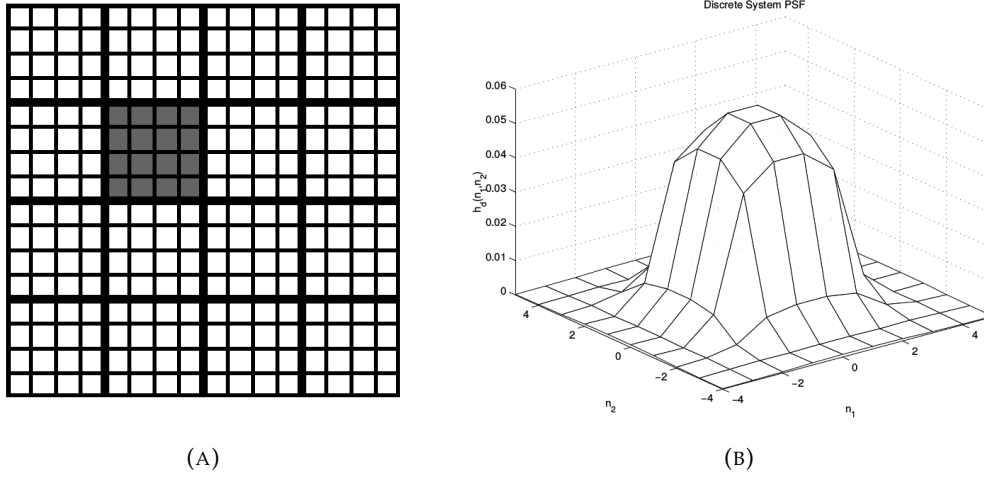 Discrete System PSF
0.06
0.05
0.04
0.03
0.02
0.01
0
h_d(n_1,n_2)
4
2
0
−2
−4
n_2
−4
−2
0
2
4
n_1
(A)
(B)